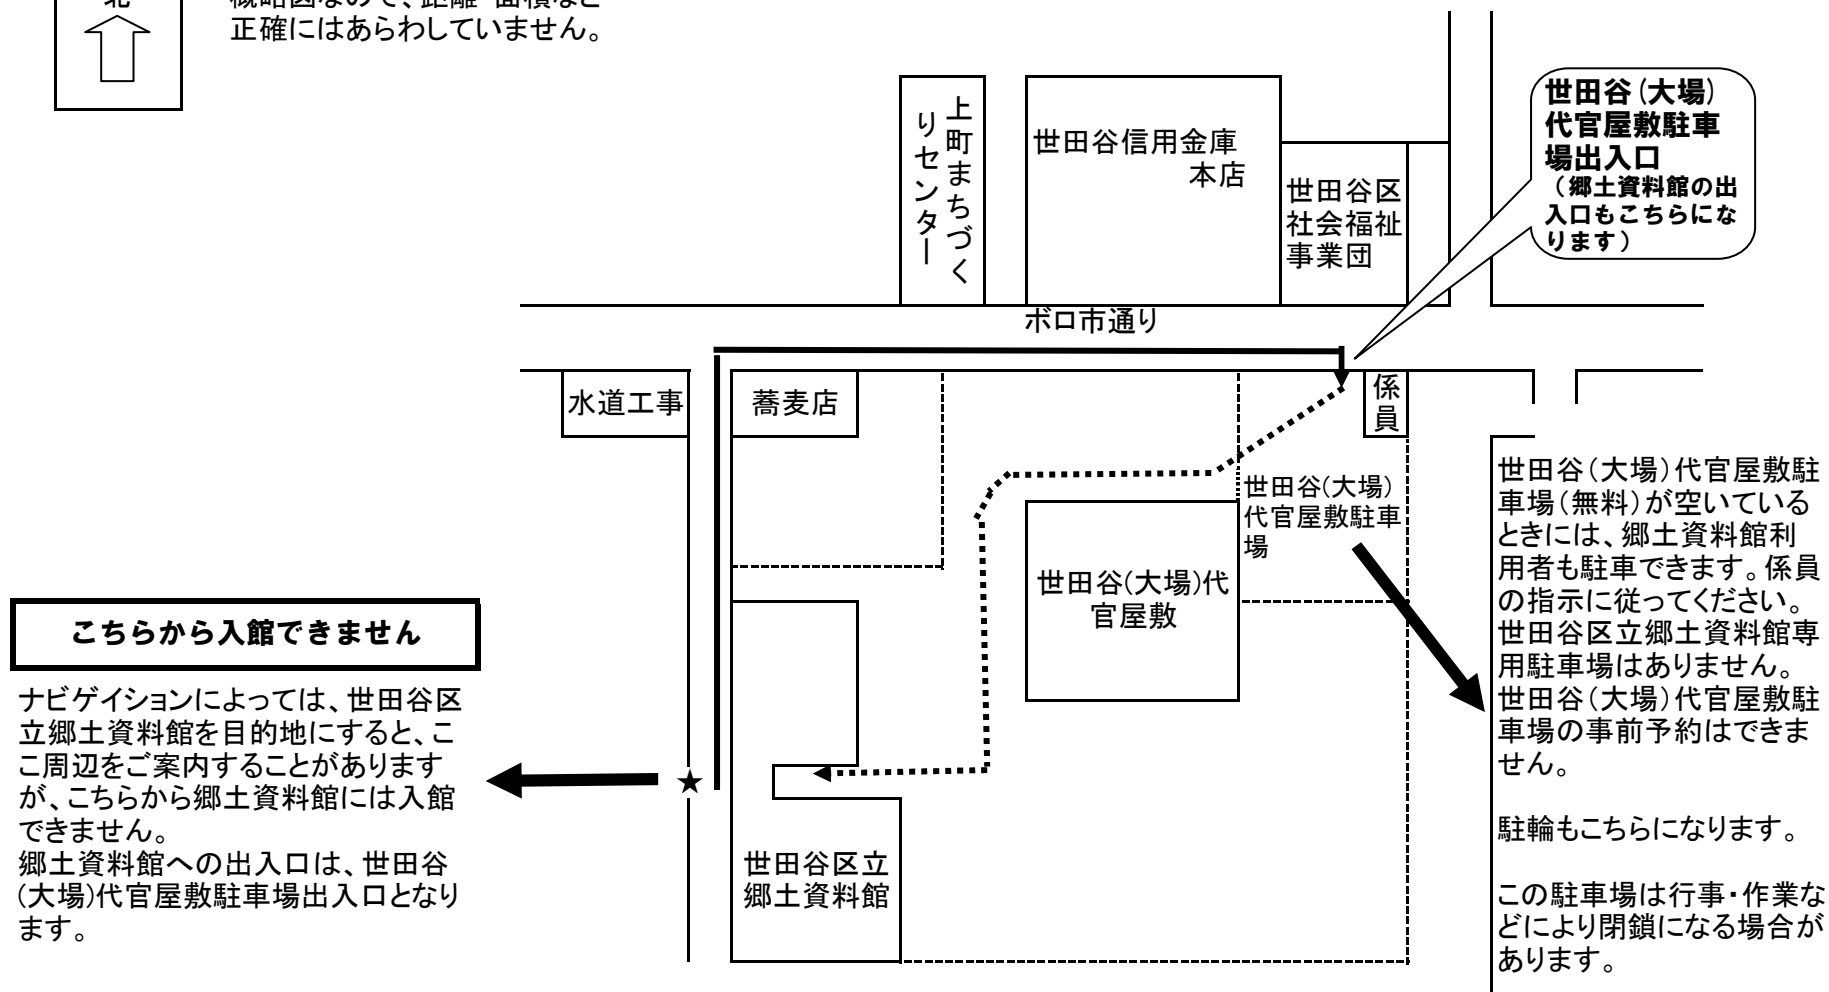 北
概略図なので、距離・面積など
正確にはあらわしていません。
上町まちづく
りセンター
世田谷信用金庫
本店
世田谷区
社会福祉
事業団
世田谷(大場)
代官屋敷駐車
場出入口
(郷土資料館の出
入口もこちらにな
ります)
ボロ市通り
水道工事
蕎麦店
係
員
世田谷(大場)
代官屋敷駐車
場
世田谷(大場)代
官屋敷
世田谷(大場)代官屋敷駐
車場(無料)が空いている
ときには、郷土資料館利
用者も駐車できます。係員
の指示に従ってください。
世田谷区立郷土資料館専
用駐車場はありません。
世田谷(大場)代官屋敷駐
車場の事前予約はできま
せん。
駐輪もこちらになります。
この駐車場は行事・作業な
どにより閉鎖になる場合が
あります。
こちらから入館できません
ナビゲイションによっては、世田谷区
立郷土資料館を目的地にすると、こ
こ周辺をご案内することがあります
が、こちらから郷土資料館には入館
できません。
郷土資料館への出入口は、世田谷
(大場)代官屋敷駐車場出入口となり
ます。
★
世田谷区立
郷土資料館